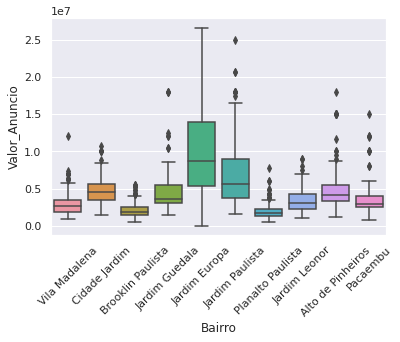 1e7
2.5
2.0
1.5
1.0
0.5
0.0
Valor_Anuncio
Vila Madalena
Cidade Jardim
Brooklin Paulista
Jardim Guedala
Jardim Europa
Jardim Paulista
Planalto Paulista
Jardim Leonor
Alto de Pinheiros
Pacaembu
Bairro